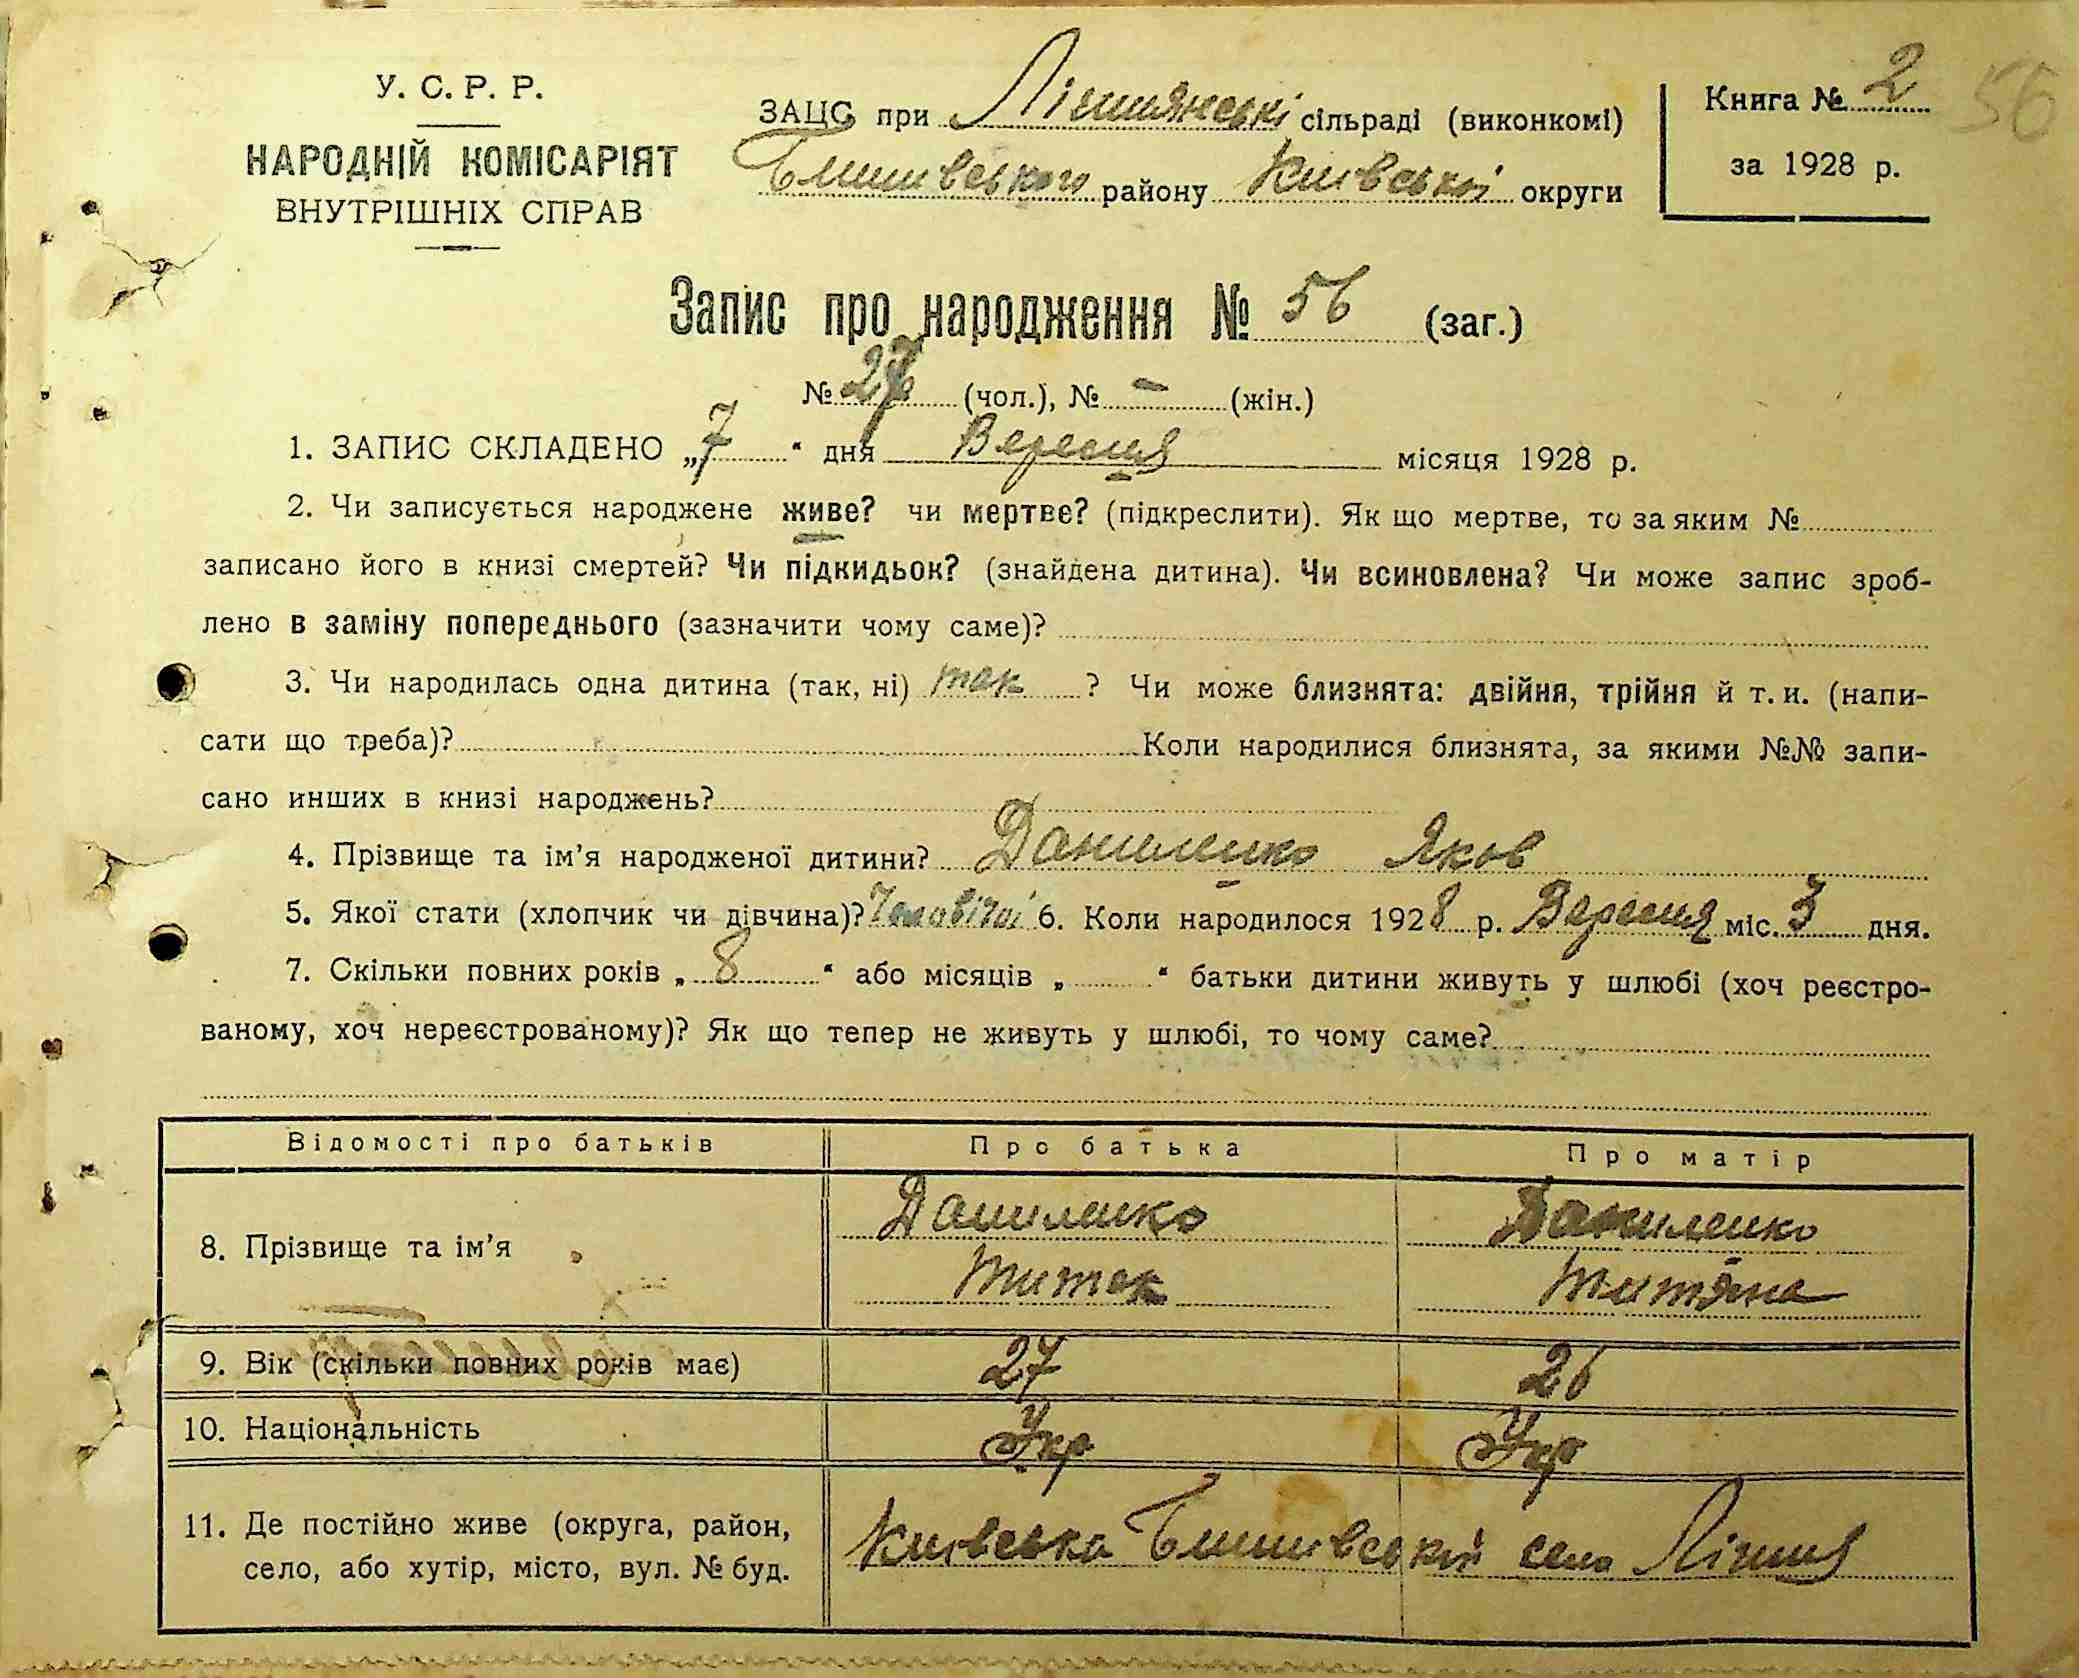 У. С. Р. Р.
НАРОДНІЙ КОМІСАРІЯТ
ВНУТРІШНІХ СПРАВ
ЗАЦС при Лішнянські сільраді (виконкомі)
Бишивського району Київської округи
Книга № 2
за 1928 р.
56
Запис про народження № 56 (заг.)
№ 27 (чол.), № – (жін.)
1. ЗАПИС СКЛАДЕНО „7“ дня Вересня місяця 1928 р.
2. Чи записується народжене живе? чи мертве? (підкреслити). Як що мертве, то за яким №
записано його в книзі смертей? Чи підкидьок? (знайдена дитина). Чи всиновлена? Чи може запис зроб-
лено в заміну попереднього (зазначити чому саме)?
3. Чи народилась одна дитина (так, ні) так ? Чи може близнята: двійня, трійня й т. и. (напи-
сати що треба)? Коли народилися близнята, за якими №№ запи-
сано инших в книзі народжень?
4. Прізвище та ім’я народженої дитини? Даниленко Яков
5. Якої стати (хлопчик чи дівчина)? Чоловічої 6. Коли народилося 1928 р. Вересня міс. 3 дня.
7. Скільки повних років „8“ або місяців „ “ батьки дитини живуть у шлюбі (хоч реєстро-
ваному, хоч нереєстрованому)? Як що тепер не живуть у шлюбі, то чому саме?
Відомості про батьків Про батька Про матір
8. Прізвище та ім’я Даниленко Даниленко
Титок Титяна
9. Вік (скільки повних років має) 27 26
10. Національність Укр Укр
11. Де постійно живе (округа, район,
село, або хутір, місто, вул. № буд.
Київська Бишивській село Лішня